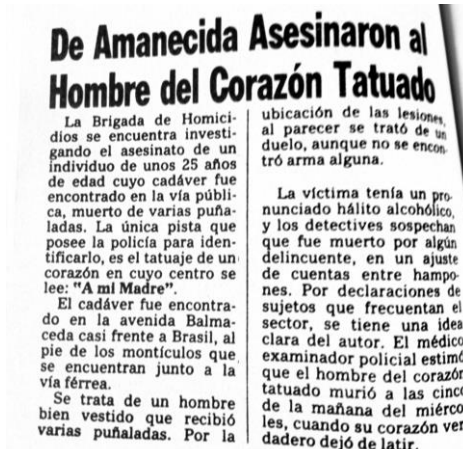 De Amanecida Asesinaron al
Hombre del Corazón Tatuado
La Brigada de Homici-
dios se encuentra investi-
gando el asesinato de un
individuo de unos 25 años
de edad cuyo cadáver fue
encontrado en la vía públi-
ca, muerto de varias puña-
ladas. La única pista que
posee la policía para iden-
tificarlo, es el tatuaje de un
corazón en cuyo centro se
lee: "A mi Madre".
El cadáver fue encontra-
do en la avenida Balma-
ceda casi frente a Brasil, al
pie de los montículos que
se encuentran junto a la
vía férrea.
Se trata de un hombre
bien vestido que recibió
varias puñaladas. Por la
ubicación de las lesiones,
al parecer se trató de un
duelo, aunque no se encon
tró arma alguna.
La víctima tenía un pro-
nunciado hálito alcohólico,
y los detectives sospechan
que fue muerto por algún
delincuente, en un ajuste
de cuentas entre hampo-
nes. Por declaraciones de
sujetos que frecuentan el
sector, se tiene una idea
clara del autor. El médico
examinador policial estimó
que el hombre del corazón
tatuado murió a las cinco
de la mañana del miérco
les, cuando su corazón ver
dadero dejó de latir.